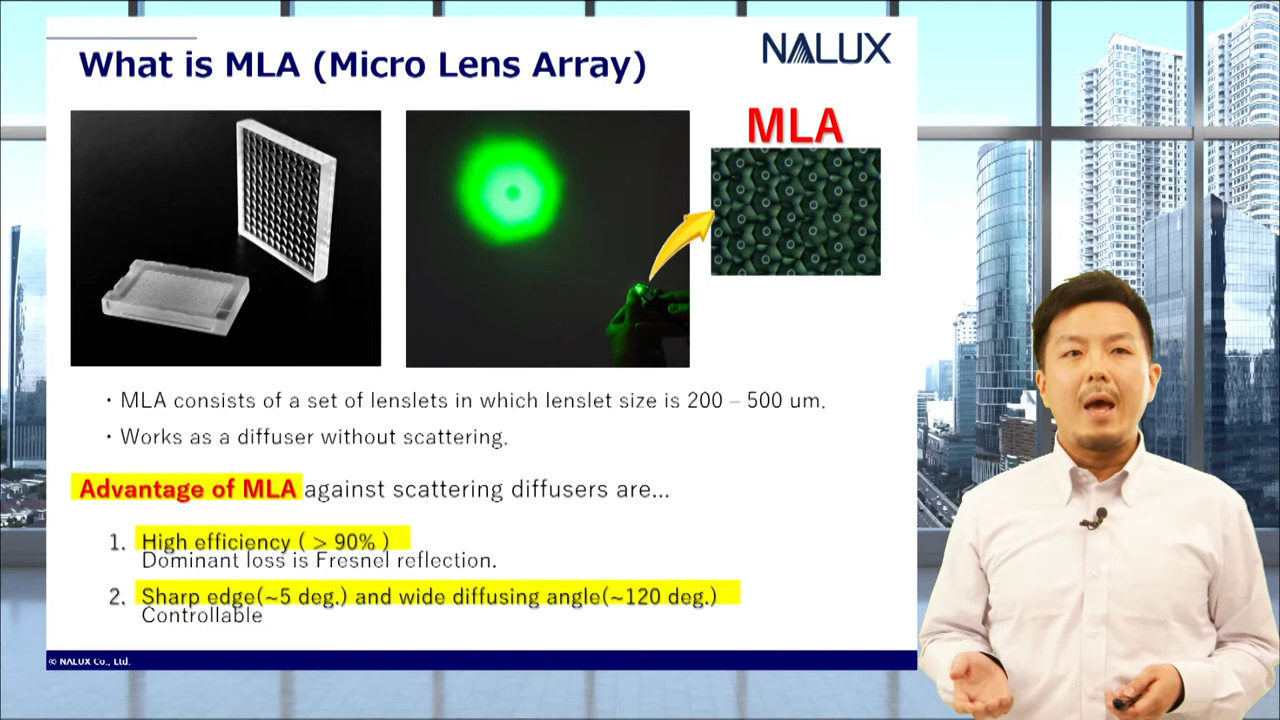 What is MLA (Micro Lens Array)
NALUX
MLA
・MLA consists of a set of lenslets in which lenslet size is 200 – 500 um.
・Works as a diffuser without scattering.
Advantage of MLA against scattering diffusers are…
1. High efficiency ( > 90% )
Dominant loss is Fresnel reflection.
2. Sharp edge(~5 deg.) and wide diffusing angle(~120 deg.)
Controllable
© NALUX Co., Ltd.